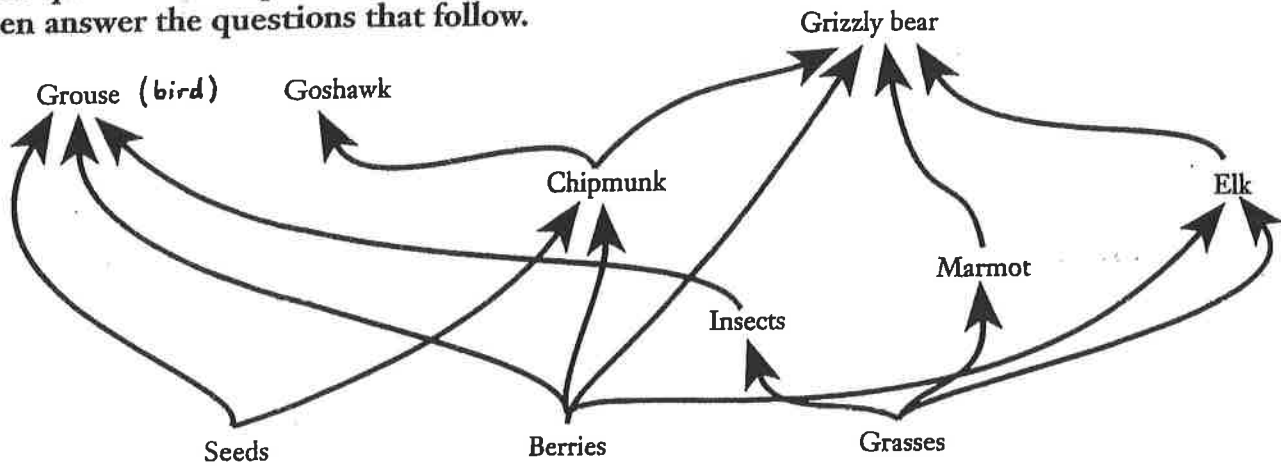 en answer the questions that follow.
Grizzly bear
Grouse (bird)
Goshawk
Chipmunk
Elk
Marmot
Insects
Seeds
Berries
Grasses